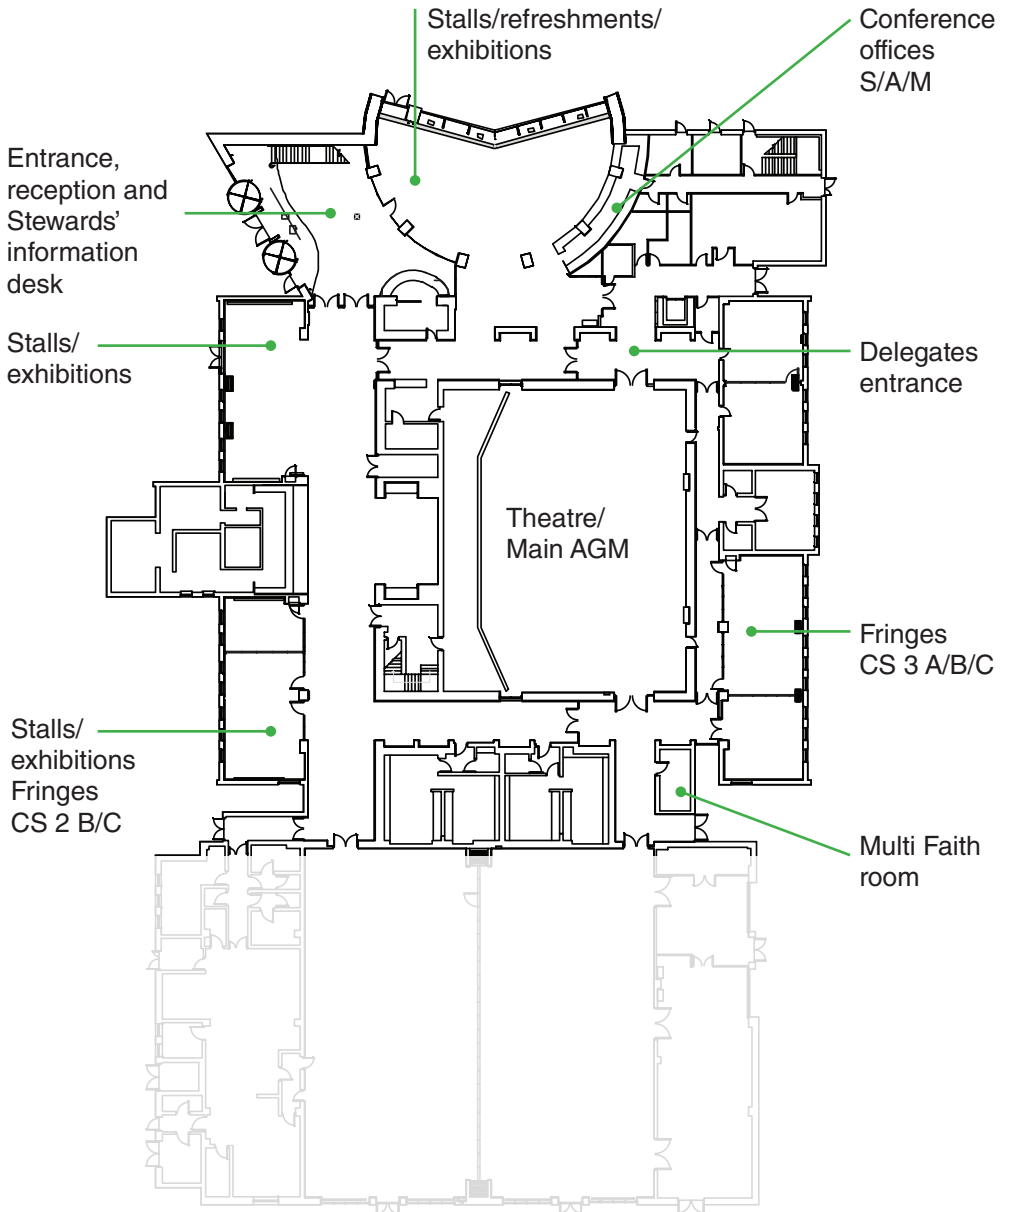 Stalls/refreshments/
exhibitions
Conference
offices
S/A/M
Entrance,
reception and
Stewards’
information
desk
Stalls/
exhibitions
Delegates
entrance
Theatre/
Main AGM
Fringes
CS 3 A/B/C
Stalls/
exhibitions
Fringes
CS 2 B/C
Multi Faith
room